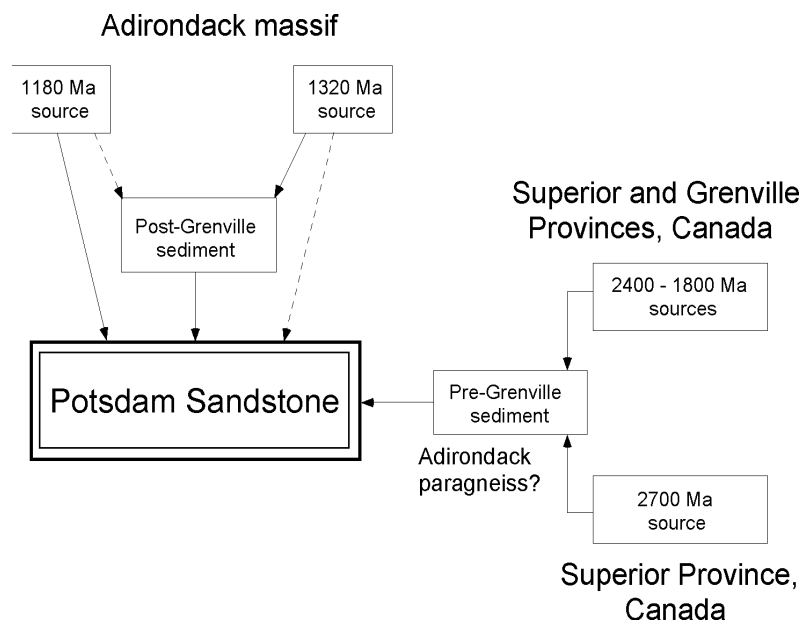 Adirondack massif
1180 Ma
source
1320 Ma
source
Post-Grenville
sediment
Superior and Grenville
Provinces, Canada
2400 - 1800 Ma
sources
Potsdam Sandstone
Pre-Grenville
sediment
Adirondack
paragneiss?
2700 Ma
source
Superior Province,
Canada